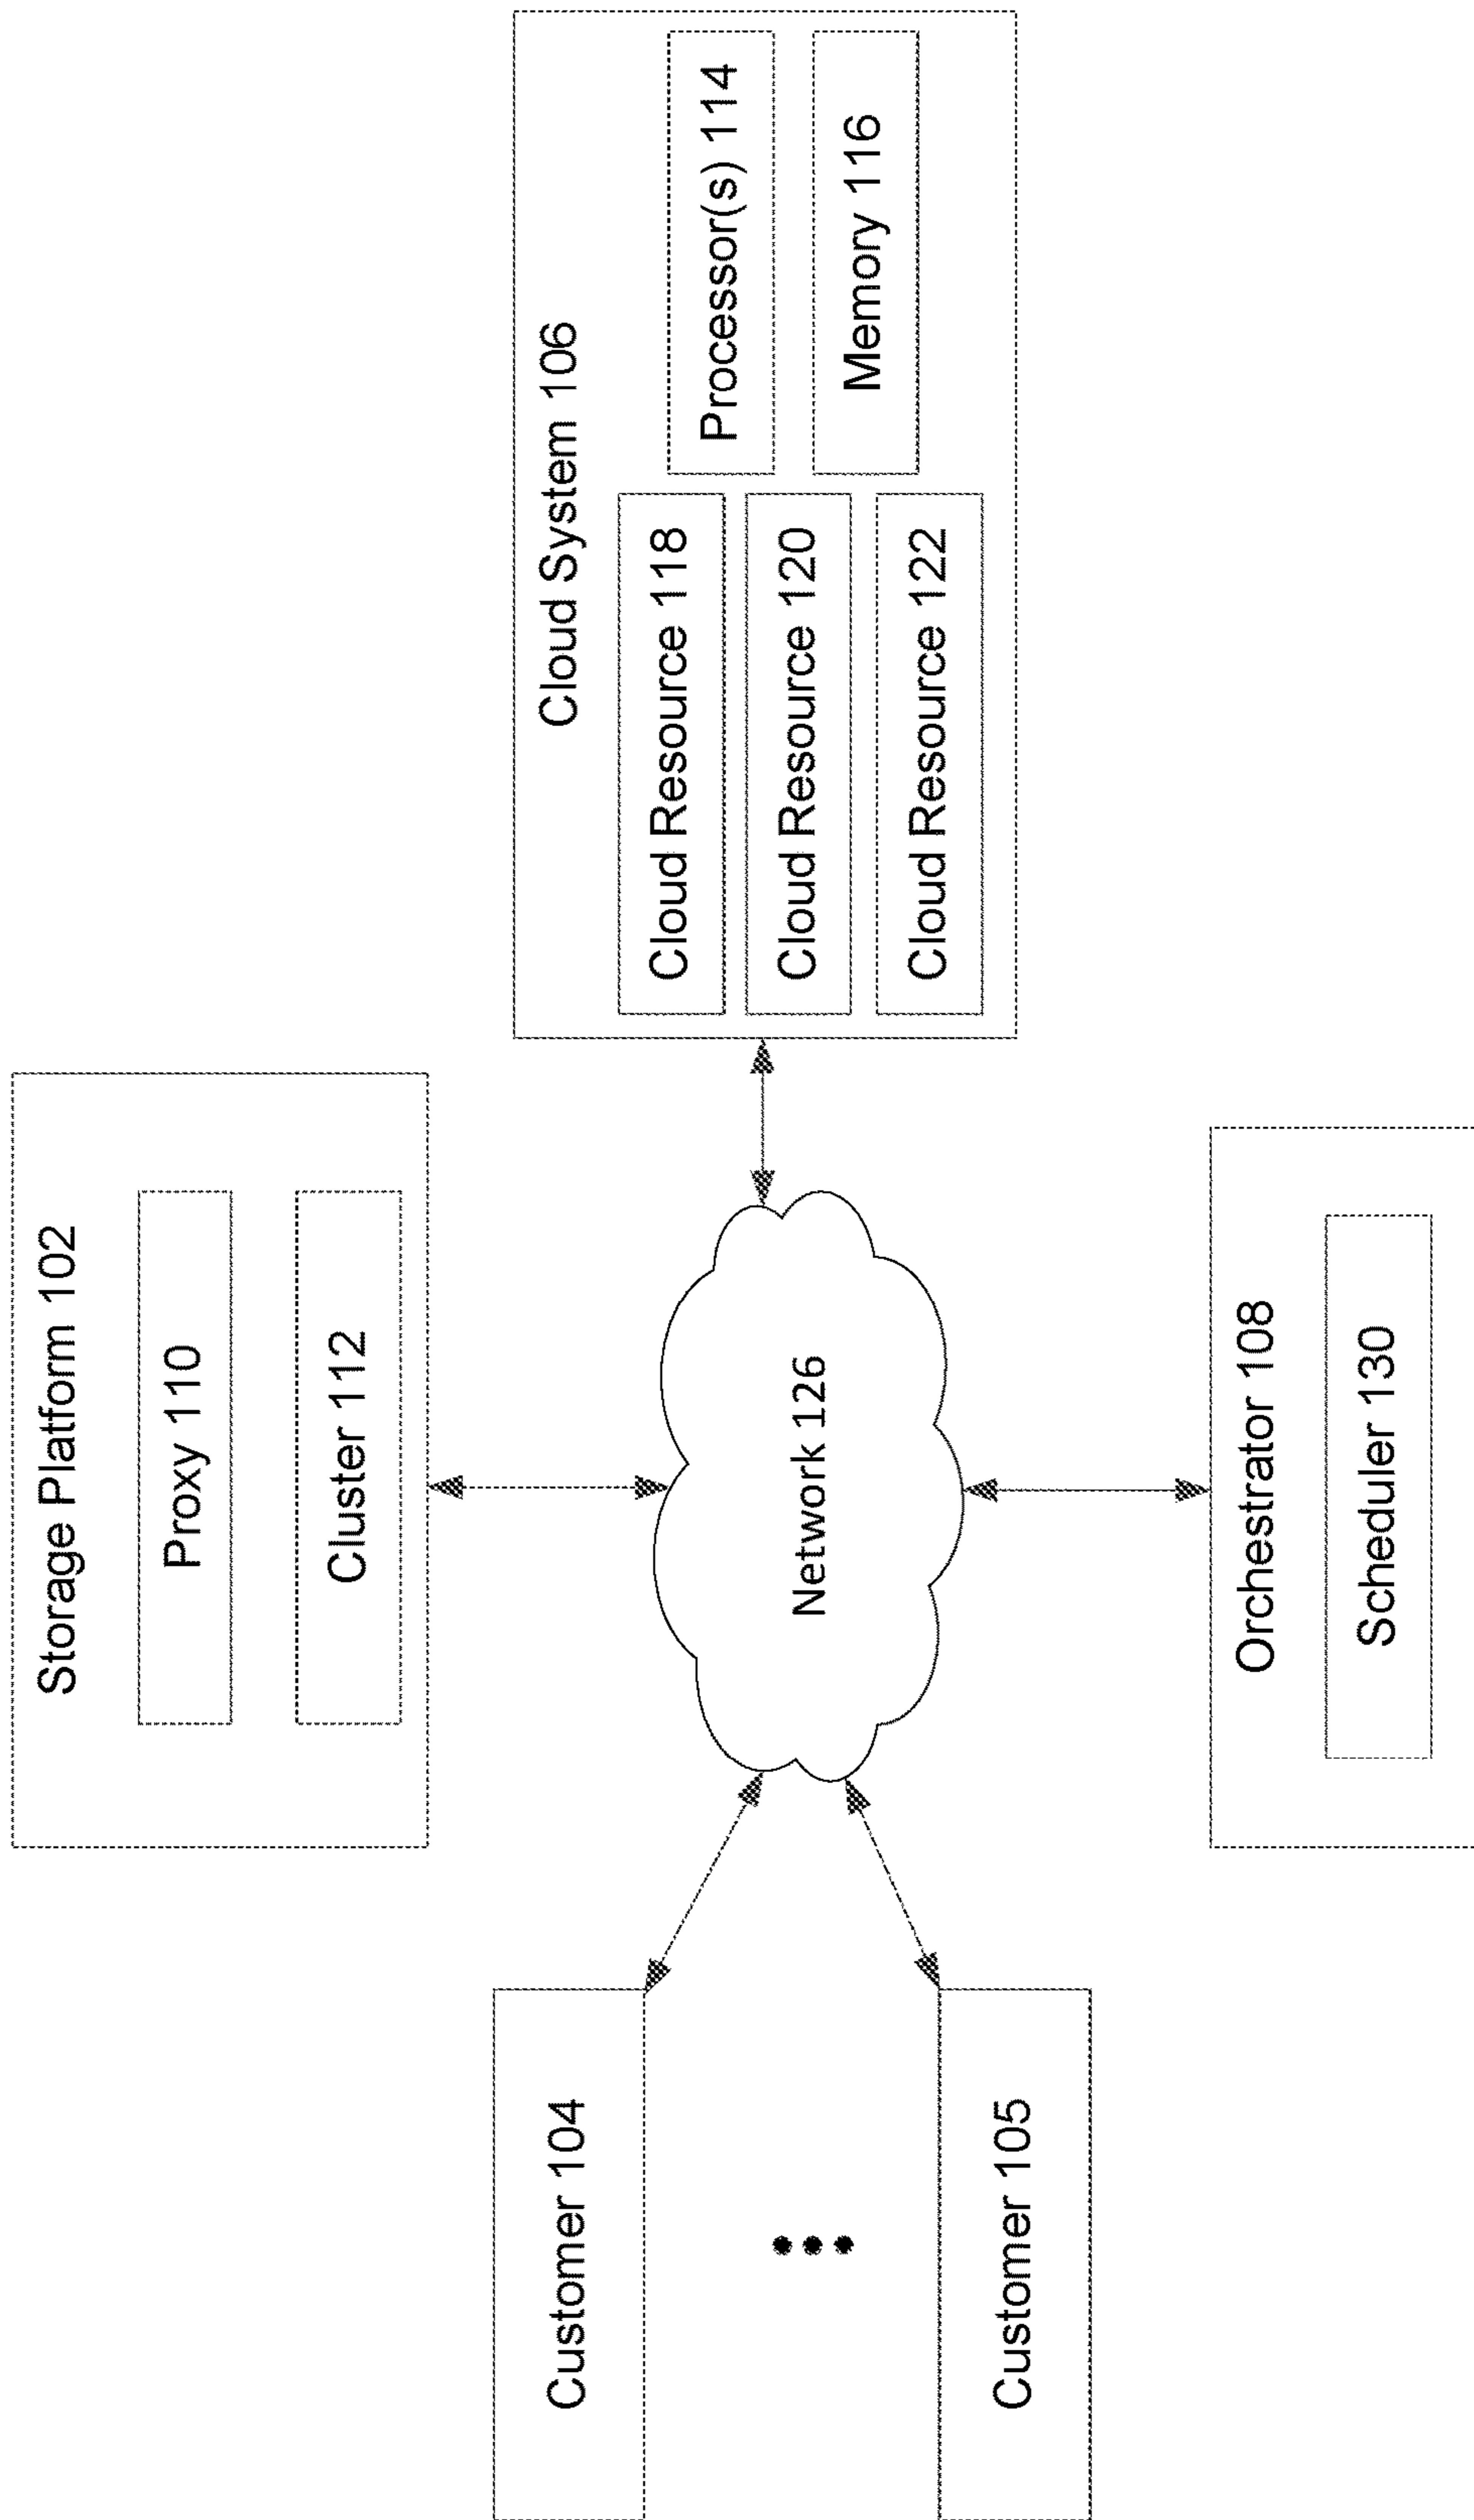 Storage Platform 102
Proxy 110
Cluster 112
Customer 104
Customer 105
Network 126
Cloud System 106
Cloud Resource 118
Cloud Resource 120
Cloud Resource 122
Processor(s) 114
Memory 116
Orchestrator 108
Scheduler 130